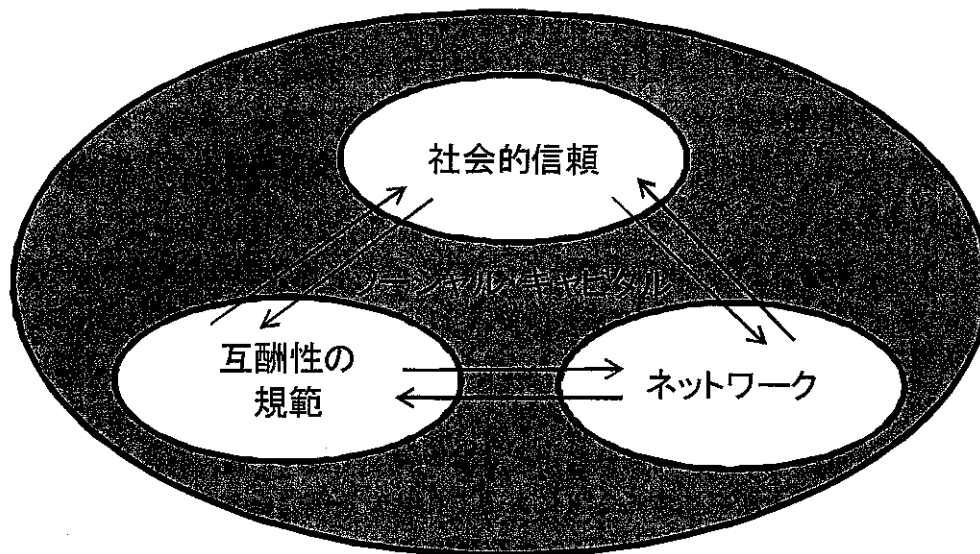 社会的信頼
ソーシャル・キャピタル
互酬性の
規範
ネットワーク